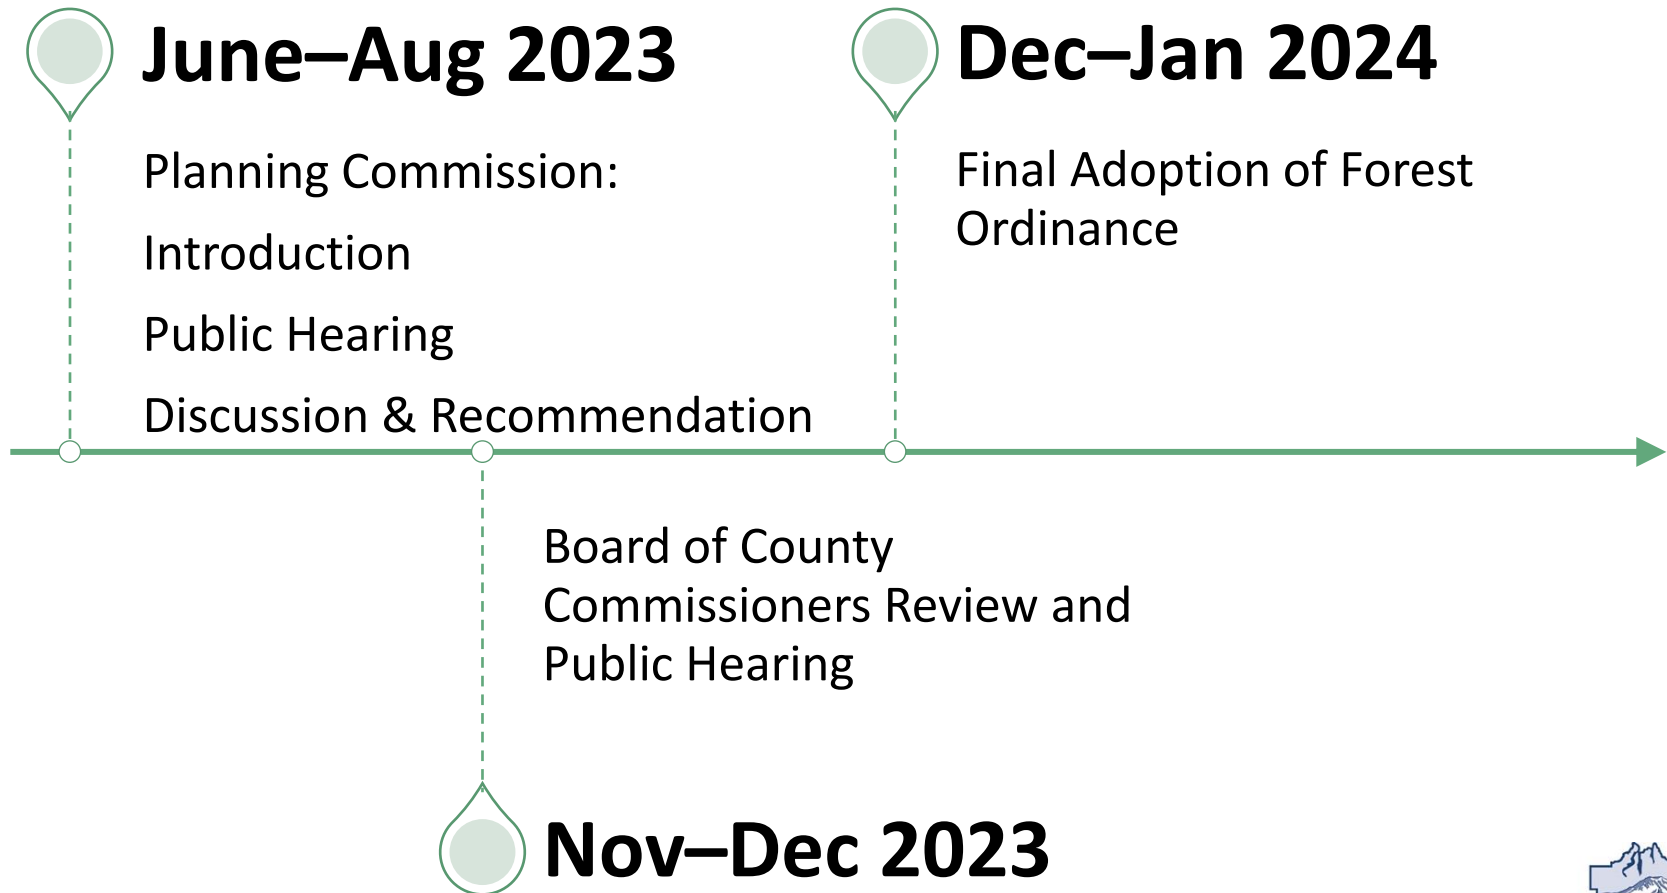 June–Aug 2023
Planning Commission:
Introduction
Public Hearing
Discussion & Recommendation
Dec–Jan 2024
Final Adoption of Forest
Ordinance
Board of County
Commissioners Review and
Public Hearing
Nov–Dec 2023